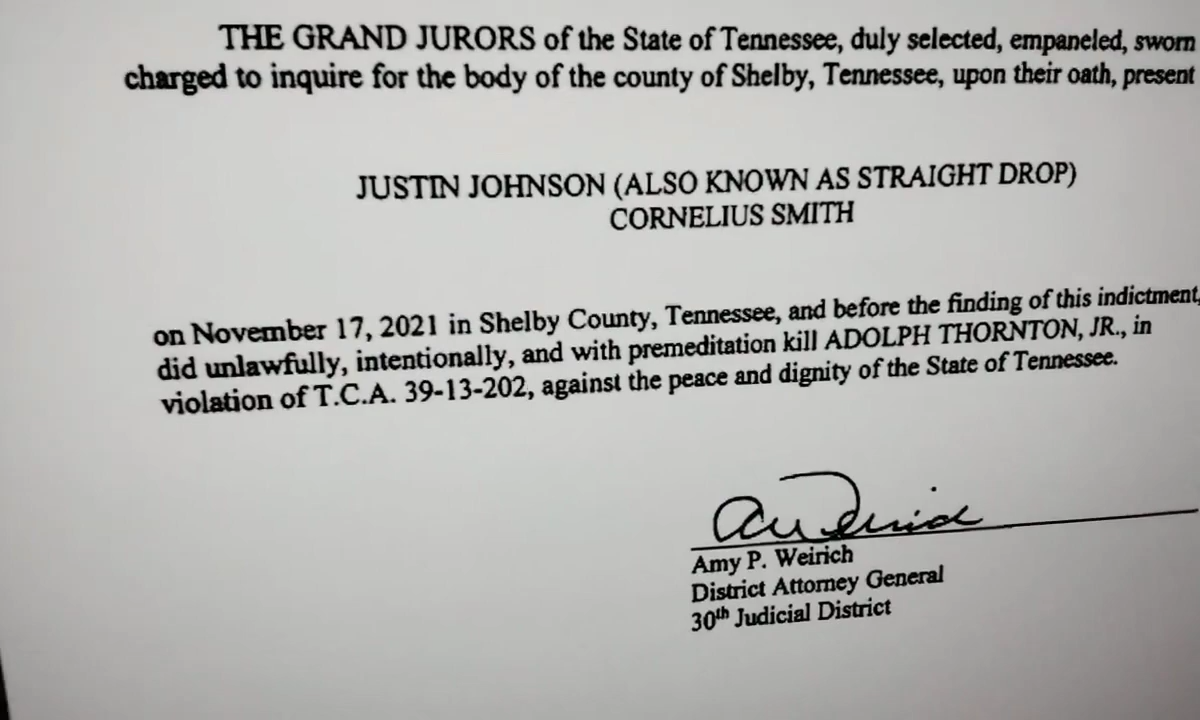 THE GRAND JURORS of the State of Tennessee, duly selected, empaneled, sworn
charged to inquire for the body of the county of Shelby, Tennessee, upon their oath, present
JUSTIN JOHNSON (ALSO KNOWN AS STRAIGHT DROP)
CORNELIUS SMITH
on November 17, 2021 in Shelby County, Tennessee, and before the finding of this indictment,
did unlawfully, intentionally, and with premeditation kill ADOLPH THORNTON, JR., in
violation of T.C.A. 39-13-202, against the peace and dignity of the State of Tennessee.
Amy P. Weirich
District Attorney General
30th Judicial District